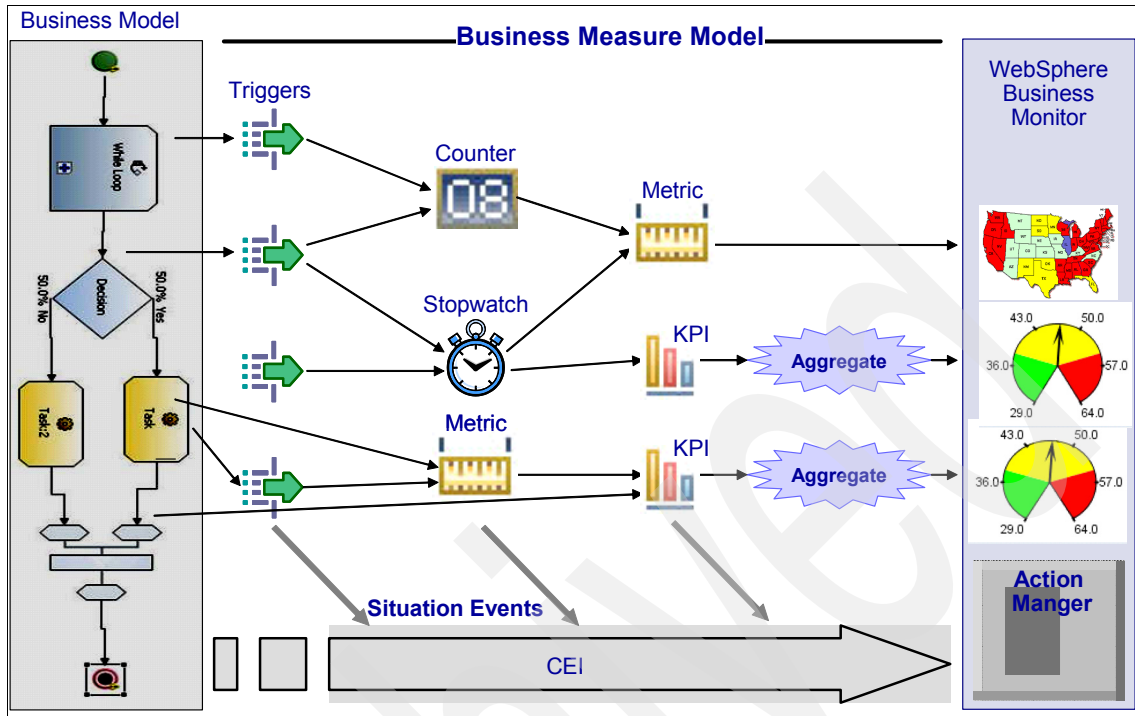 Business Model
Business Measure Model
WebSphere
Business
Monitor
While Loop
Decision
50.0% No
50.0% Yes
Task:2
Task
Triggers
Counter
08
Metric
Stopwatch
KPI
Aggregate
Metric
KPI
Aggregate
43.0
50.0
36.0
57.0
29.0
64.0
43.0
50.0
36.0
57.0
29.0
64.0
Action
Manger
Situation Events
CEI